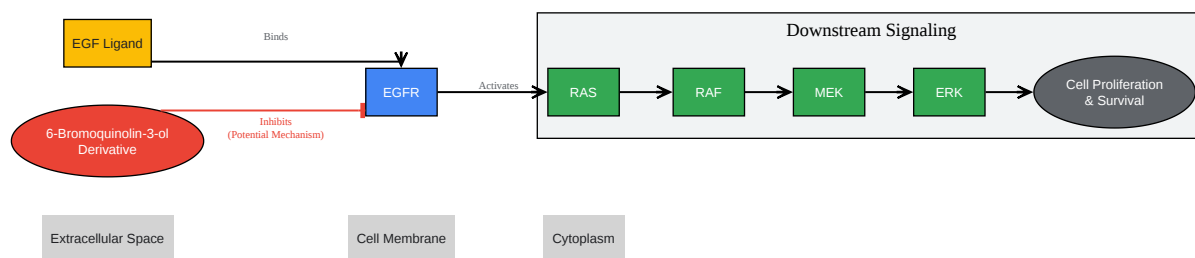 EGF Ligand
Binds
6-Bromoquinolin-3-ol
Derivative
Inhibits
(Potential Mechanism)
EGFR
Activates
Downstream Signaling
RAS
RAF
MEK
ERK
Cell Proliferation
& Survival
Extracellular Space
Cell Membrane
Cytoplasm